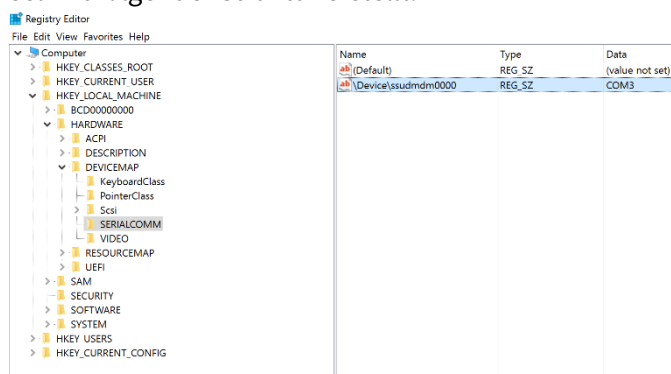 Registry Editor
File Edit View Favorites Help
Computer
HKEY_CLASSES_ROOT
HKEY_CURRENT_USER
HKEY_LOCAL_MACHINE
BCD00000000
HARDWARE
ACPI
DESCRIPTION
DEVICEMAP
KeyboardClass
PointerClass
Scsi
SERIALCOMM
VIDEO
RESOURCEMAP
UEFI
SAM
SECURITY
SOFTWARE
SYSTEM
HKEY USERS
HKEY_CURRENT_CONFIG
Name Type Data
(Default) REG_SZ (value not set)
\Device\ssudmdm0000 REG_SZ COM3